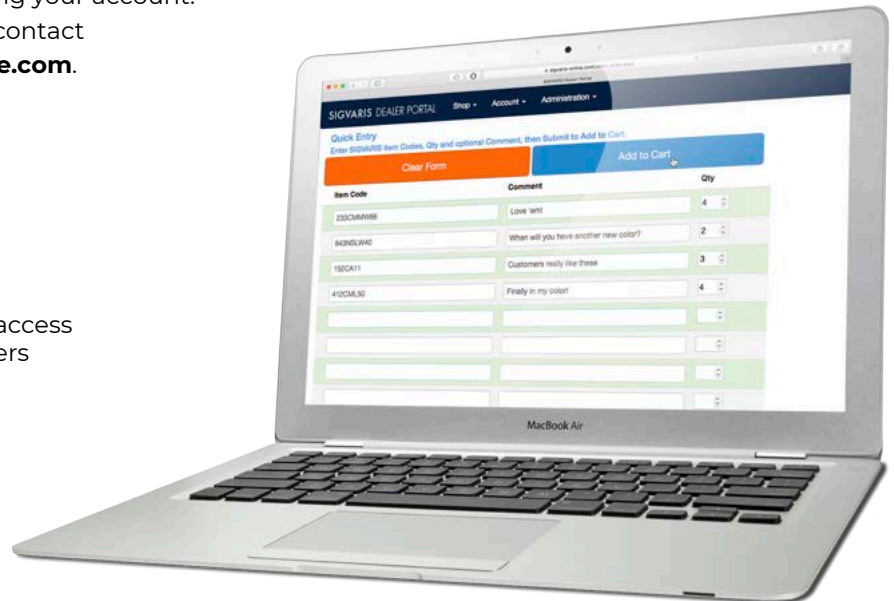 ng your account.
contact
e.com.
access
ers
SIGVARIS DEALER PORTAL Shop Account Administration
Quick Entry
Enter SIGVARIS Item Codes, Qty and optional Comment, then Submit to Add to Cart.
Clear Form Add to Cart
Item Code Comment Qty
233CMMW66 Love 'em! 4
843NSLW40 When will you have another new color? 2
152CA11 Customers really like these 3
412CML50 Finally in my color! 4
MacBook Air